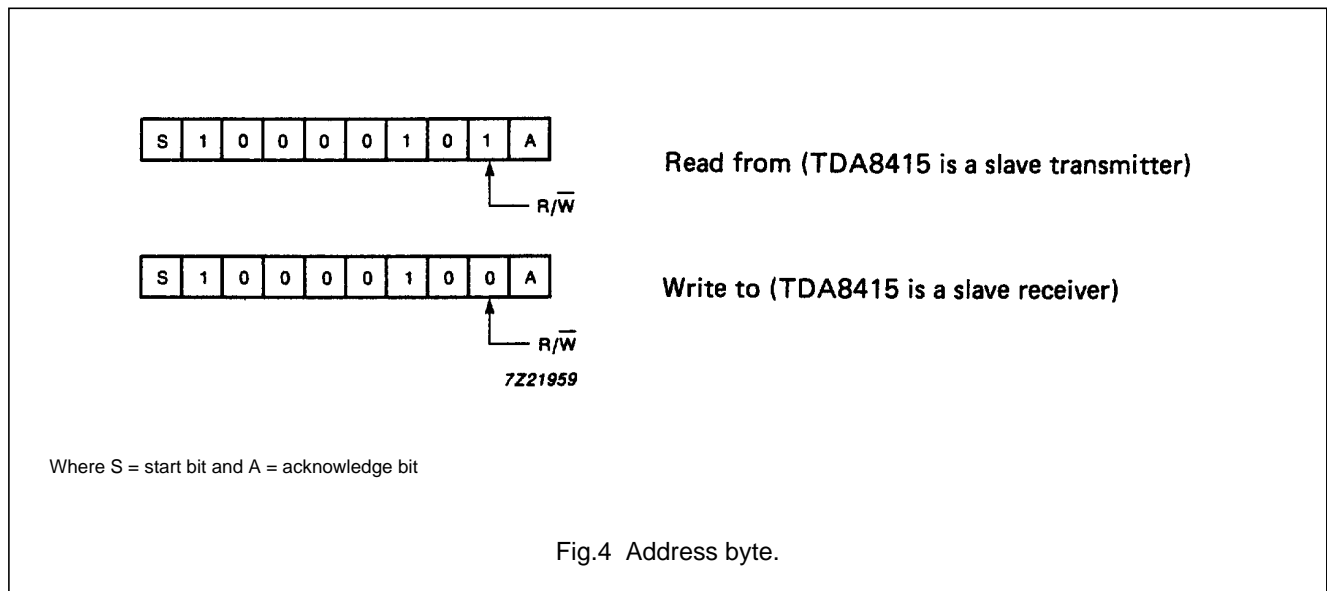 S 1 0 0 0 0 1 0 1 A
Read from (TDA8415 is a slave transmitter)
R/W̅
S 1 0 0 0 0 1 0 0 A
Write to (TDA8415 is a slave receiver)
R/W̅
7Z21959
Where S = start bit and A = acknowledge bit
Fig.4 Address byte.